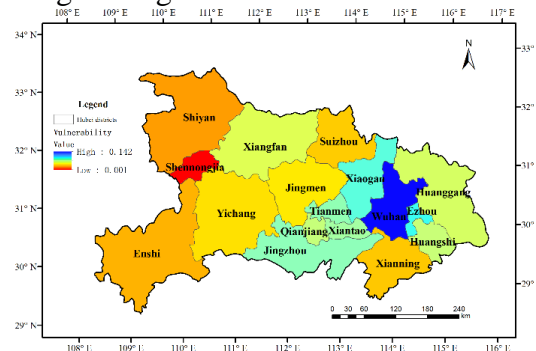 108° E 109° E 110° E 111° E 112° E 113° E 114° E 115° E 116° E
34° N
33° N
32° N
31° N
30° N
29° N
33° N
32° N
31° N
30° N
29° N
N
Legend
Hubei districts
Vulnerability
Value
High : 0.142
Low : 0.001
Shiyan
Xiangfan
Suizhou
Shennongjia
Xiaogan
Jingmen
Huanggang
Yichang
Tianmen
Wuhan
Ezhou
Qianjiang
Xiantao
Huangshi
Jingzhou
Enshi
Xianning
0 30 60 120 180 240
km
108° E 109° E 110° E 111° E 112° E 113° E 114° E 115° E 116° E 117° E